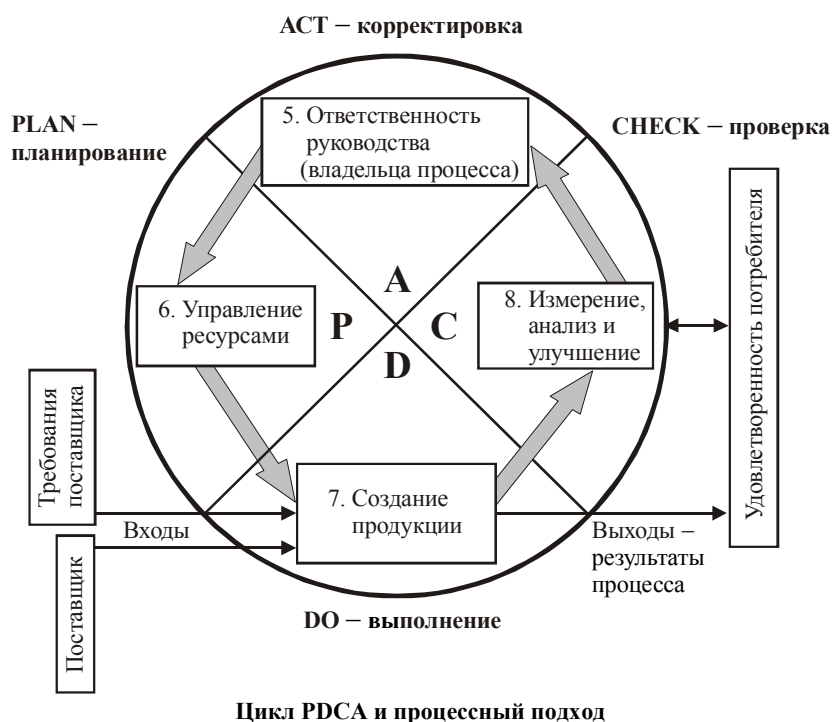 ACT – корректировка
PLAN –
планирование
CHECK – проверка
5. Ответственность
руководства
(владельца процесса)
6. Управление
ресурсами
8. Измерение,
анализ и
улучшение
A
P
C
D
7. Создание
продукции
Требования
поставщика
Поставщик
Входы
Выходы –
результаты
процесса
Удовлетворенность потребителя
DO – выполнение
Цикл PDCA и процессный подход